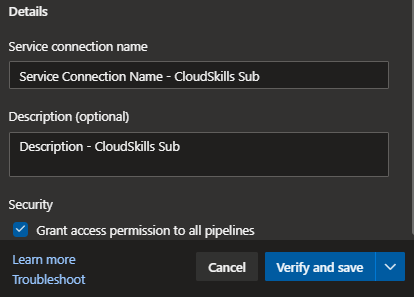 Details
Service connection name
Service Connection Name - CloudSkills Sub
Description (optional)
Description - CloudSkills Sub
Security
Grant access permission to all pipelines
Learn more
Troubleshoot
Cancel
Verify and save